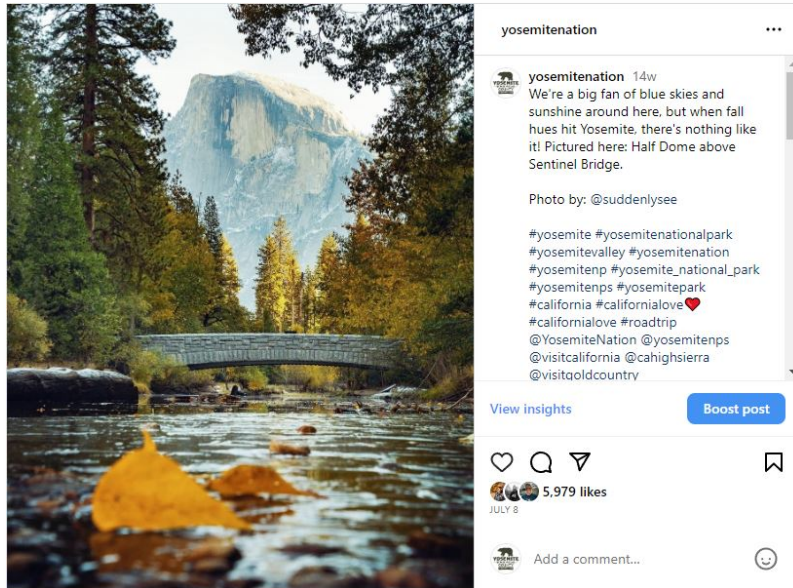 yosemitenation
yosemitenation 14w
We're a big fan of blue skies and
sunshine around here, but when fall
hues hit Yosemite, there's nothing like
it! Pictured here: Half Dome above
Sentinel Bridge.
Photo by: @suddenlysee
#yosemite #yosemitenationalpark
#yosemitevalley #yosemitenation
#yosemitenp #yosemite_national_park
#yosemitenps #yosemitepark
#california #californialove❤️
#californialove #roadtrip
@YosemiteNation @yosemitenps
@visitcalifornia @cahighsierra
@visitgoldcountry
View insights
Boost post
5,979 likes
JULY 8
Add a comment...